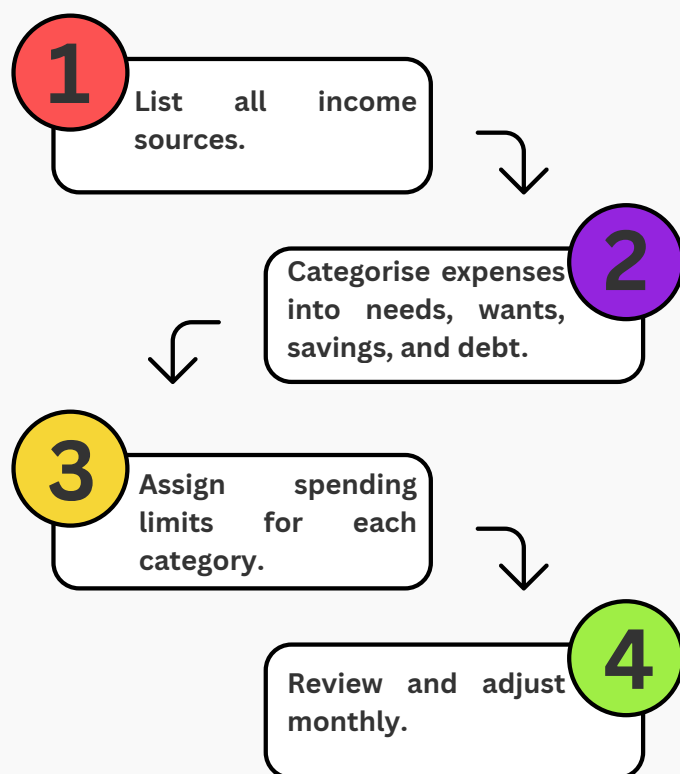 1
List all income
sources.
2
Categorise expenses
into needs, wants,
savings, and debt.
3
Assign spending
limits for each
category.
4
Review and adjust
monthly.